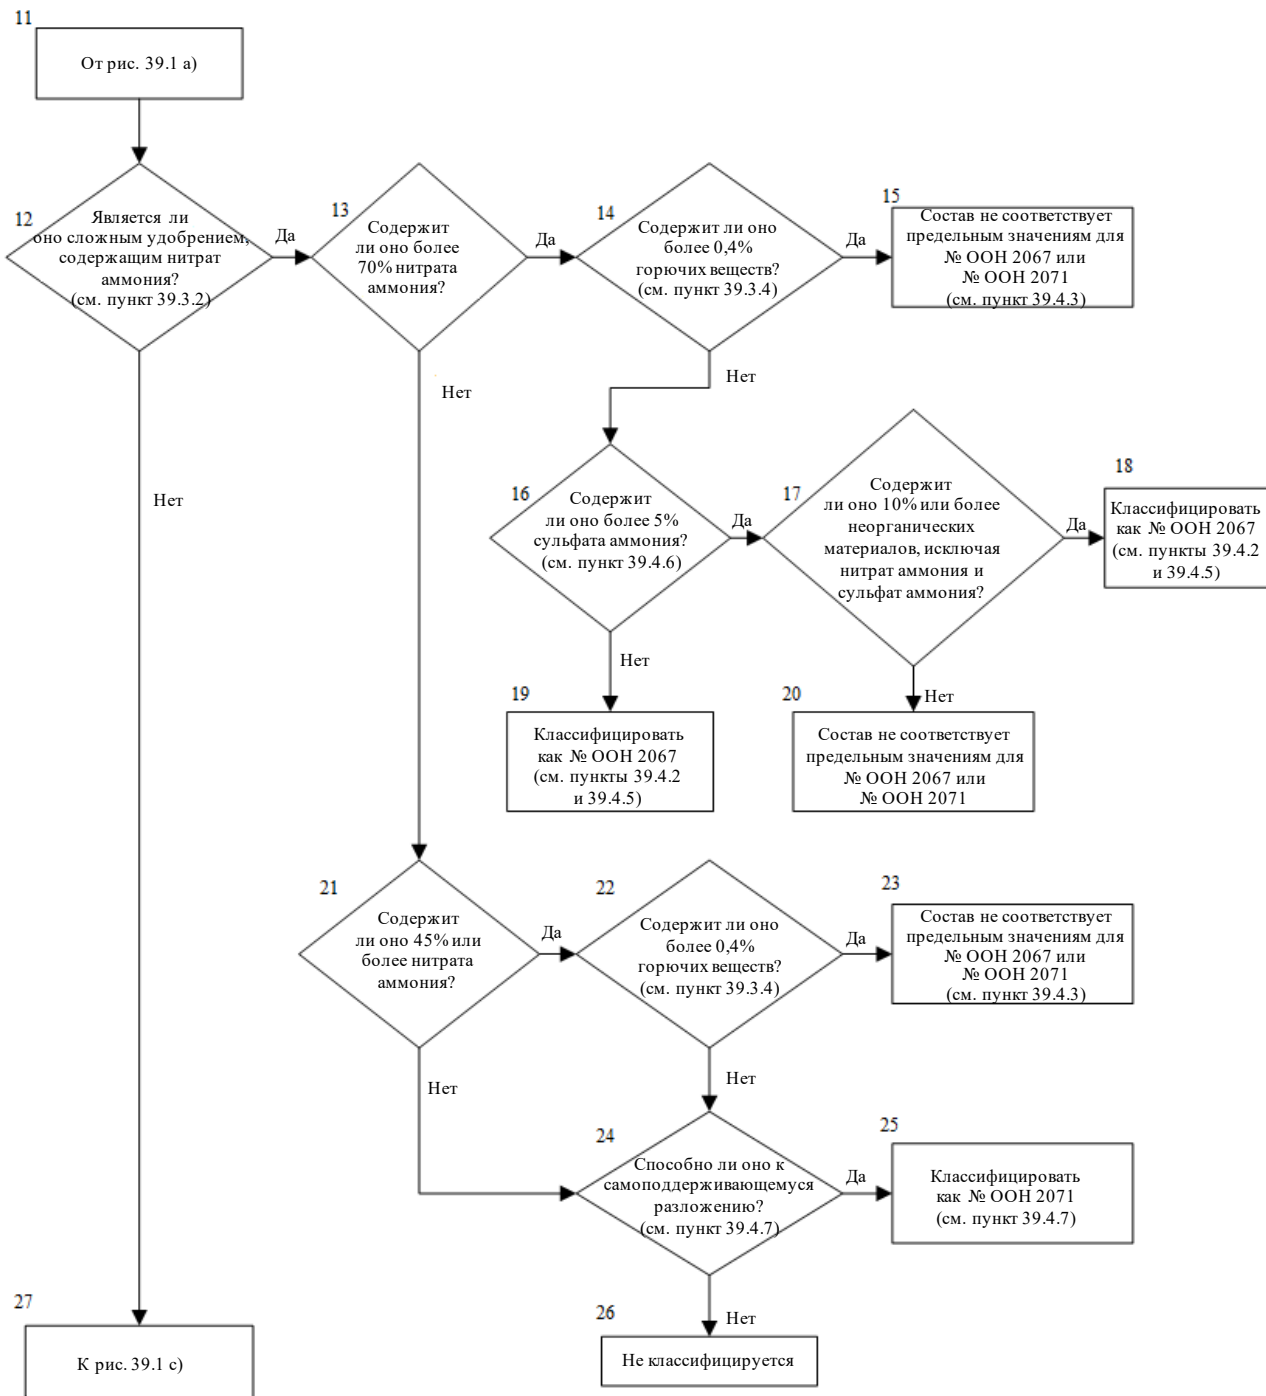 11
От рис. 39.1 a)
12
Является ли
оно сложным удобрением,
содержащим нитрат
аммония?
(см. пункт 39.3.2)
Да
13
Содержит
ли оно более
70% нитрата
аммония?
Да
14
Содержит ли оно
более 0,4%
горючих веществ?
(см. пункт 39.3.4)
Да
15
Состав не соответствует
предельным значениям для
№ ООН 2067 или
№ ООН 2071
(см. пункт 39.4.3)
Нет
Нет
Нет
16
Содержит
ли оно более 5%
сульфата аммония?
(см. пункт 39.4.6)
Да
17
Содержит
ли оно 10% или более
неорганических
материалов, исключая
нитрат аммония и
сульфат аммония?
Да
18
Классифицировать
как № ООН 2067
(см. пункты 39.4.2
и 39.4.5)
Нет
Нет
19
Классифицировать
как № ООН 2067
(см. пункты 39.4.2
и 39.4.5)
20
Состав не соответствует
предельным значениям для
№ ООН 2067 или
№ ООН 2071
21
Содержит
ли оно 45% или
более нитрата
аммония?
Да
22
Содержит ли оно
более 0,4%
горючих веществ?
(см. пункт 39.3.4)
Да
23
Состав не соответствует
предельным значениям для
№ ООН 2067 или
№ ООН 2071
(см. пункт 39.4.3)
Нет
Нет
24
Способно ли оно к
самоподдерживающемуся
разложению?
(см. пункт 39.4.7)
Да
25
Классифицировать
как № ООН 2071
(см. пункт 39.4.7)
Нет
26
Не классифицируется
27
К рис. 39.1 c)